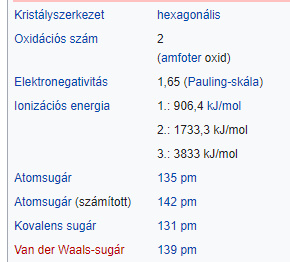 Kristályszerkezet hexagonális
Oxidációs szám 2
(amfoter oxid)
Elektronegativitás 1,65 (Pauling-skála)
Ionizációs energia 1.: 906,4 kJ/mol
2.: 1733,3 kJ/mol
3.: 3833 kJ/mol
Atomsugár 135 pm
Atomsugár (számított) 142 pm
Kovalens sugár 131 pm
Van der Waals-sugár 139 pm